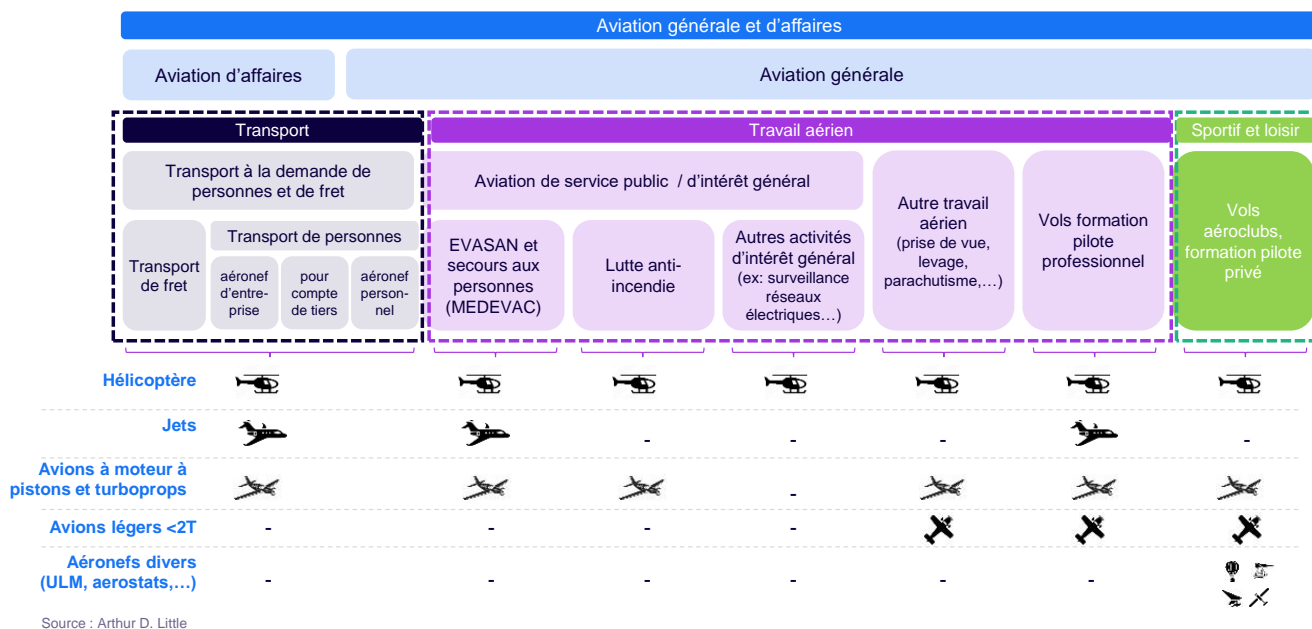 Aviation générale et d'affaires
Aviation d'affaires
Aviation générale
Transport
Travail aérien
Sportif et loisir
Transport à la demande de
personnes et de fret
Aviation de service public / d'intérêt général
Autre travail
aérien
(prise de vue,
levage,
parachutisme,…)
Vols formation
pilote
professionnel
Vols
aéroclubs,
formation pilote
privé
Transport
de fret
Transport de personnes
aéronef
d'entre-
prise
pour
compte
de tiers
aéronef
person-
nel
EVASAN et
secours aux
personnes
(MEDEVAC)
Lutte anti-
incendie
Autres activités
d'intérêt général
(ex: surveillance
réseaux
électriques…)
Hélicoptère
Jets
- - - -
Avions à moteur à
pistons et turboprops
-
Avions légers <2T
- - - -
Aéronefs divers
(ULM, aerostats,…)
- - - - - -
Source : Arthur D. Little